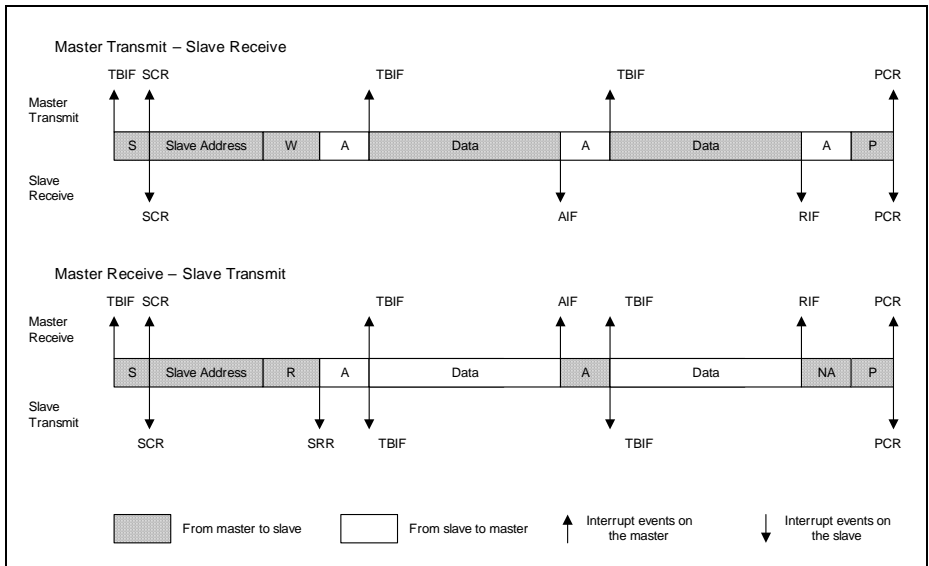 Master Transmit – Slave Receive
TBIF SCR TBIF TBIF PCR
Master
Transmit
S Slave Address W A Data A Data A P
Slave
Receive
SCR AIF RIF PCR
Master Receive – Slave Transmit
TBIF SCR TBIF AIF TBIF RIF PCR
Master
Receive
S Slave Address R A Data A Data NA P
Slave
Transmit
SCR SRR TBIF TBIF PCR
From master to slave
From slave to master
Interrupt events on
the master
Interrupt events on
the slave